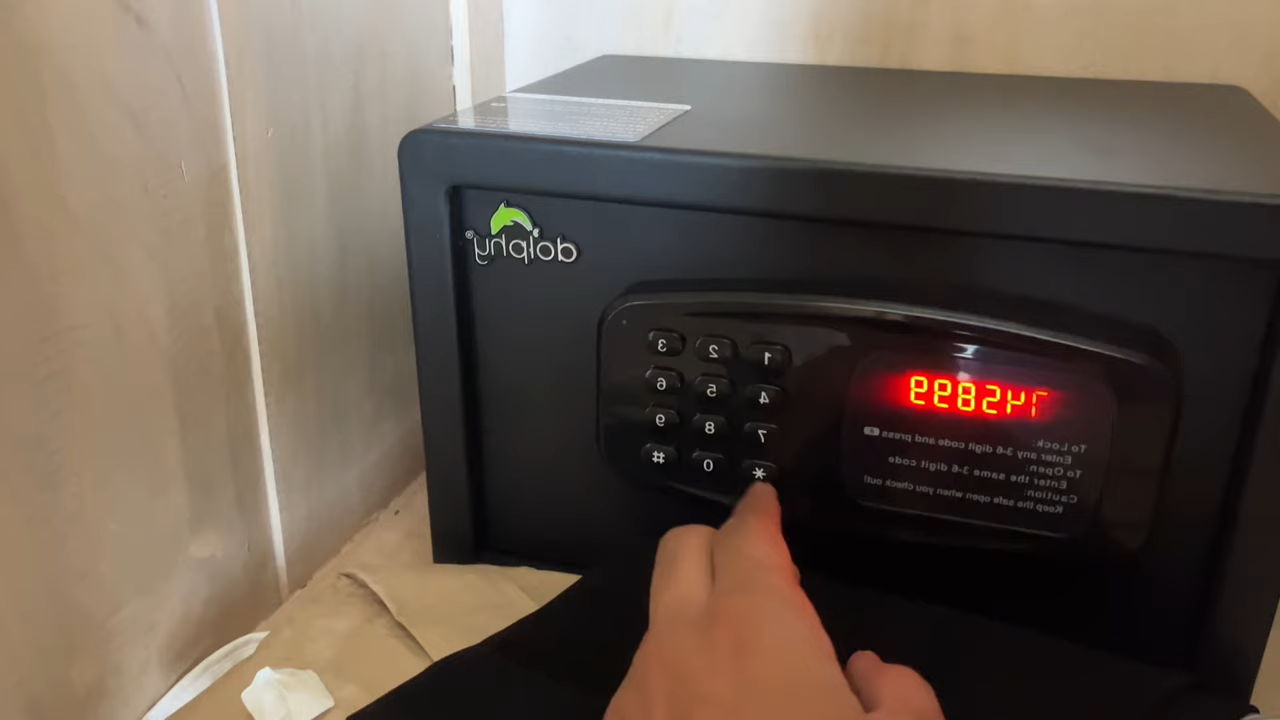 dolphy®
745899
1 2 3
4 5 6
7 8 9
* 0 #
To Lock:
Enter any 3-6 digit code and press #
To Open:
Enter the same 3-6 digit code
Caution:
Keep the safe open when you check out!